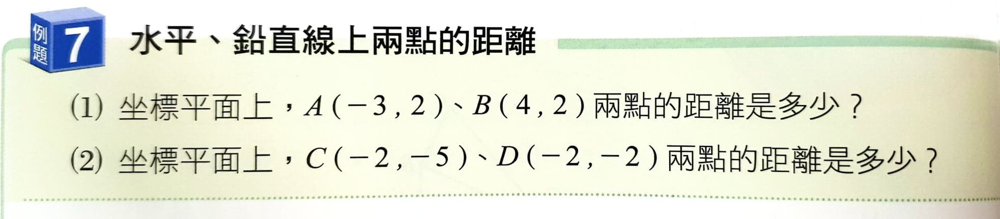 例題 7 水平、鉛直線上兩點的距離
(1) 坐標平面上，A(－3, 2)、B(4, 2)兩點的距離是多少？
(2) 坐標平面上，C(－2,－5)、D(－2,－2)兩點的距離是多少？